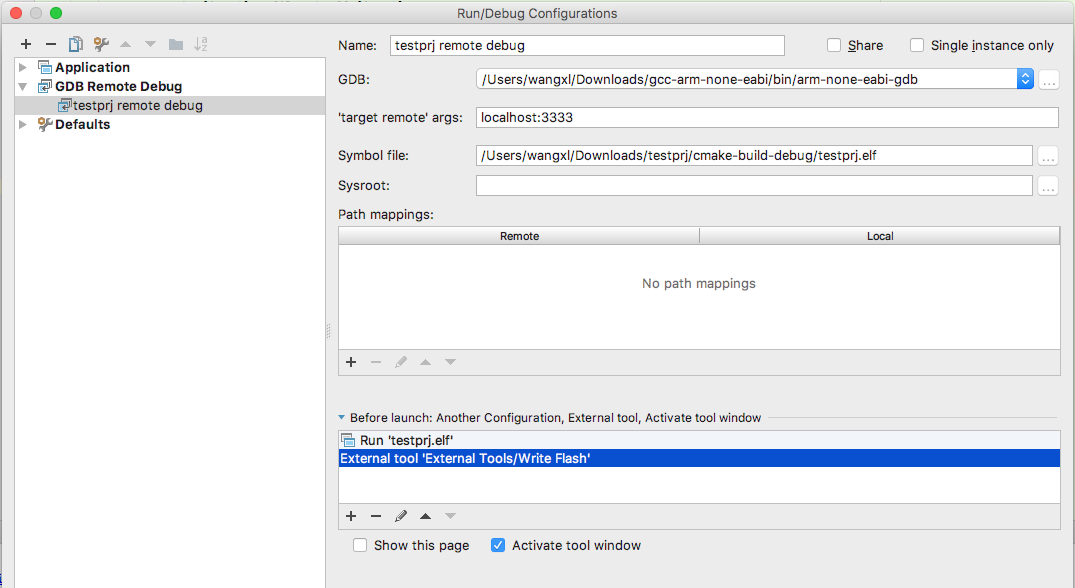 Run/Debug Configurations
Name: testprj remote debug Share Single instance only
Application
GDB Remote Debug
testprj remote debug
Defaults
GDB: /Users/wangxl/Downloads/gcc-arm-none-eabi/bin/arm-none-eabi-gdb ...
'target remote' args: localhost:3333
Symbol file: /Users/wangxl/Downloads/testprj/cmake-build-debug/testprj.elf ...
Sysroot: ...
Path mappings:
Remote Local
No path mappings
Before launch: Another Configuration, External tool, Activate tool window
Run 'testprj.elf'
External tool 'External Tools/Write Flash'
Show this page Activate tool window